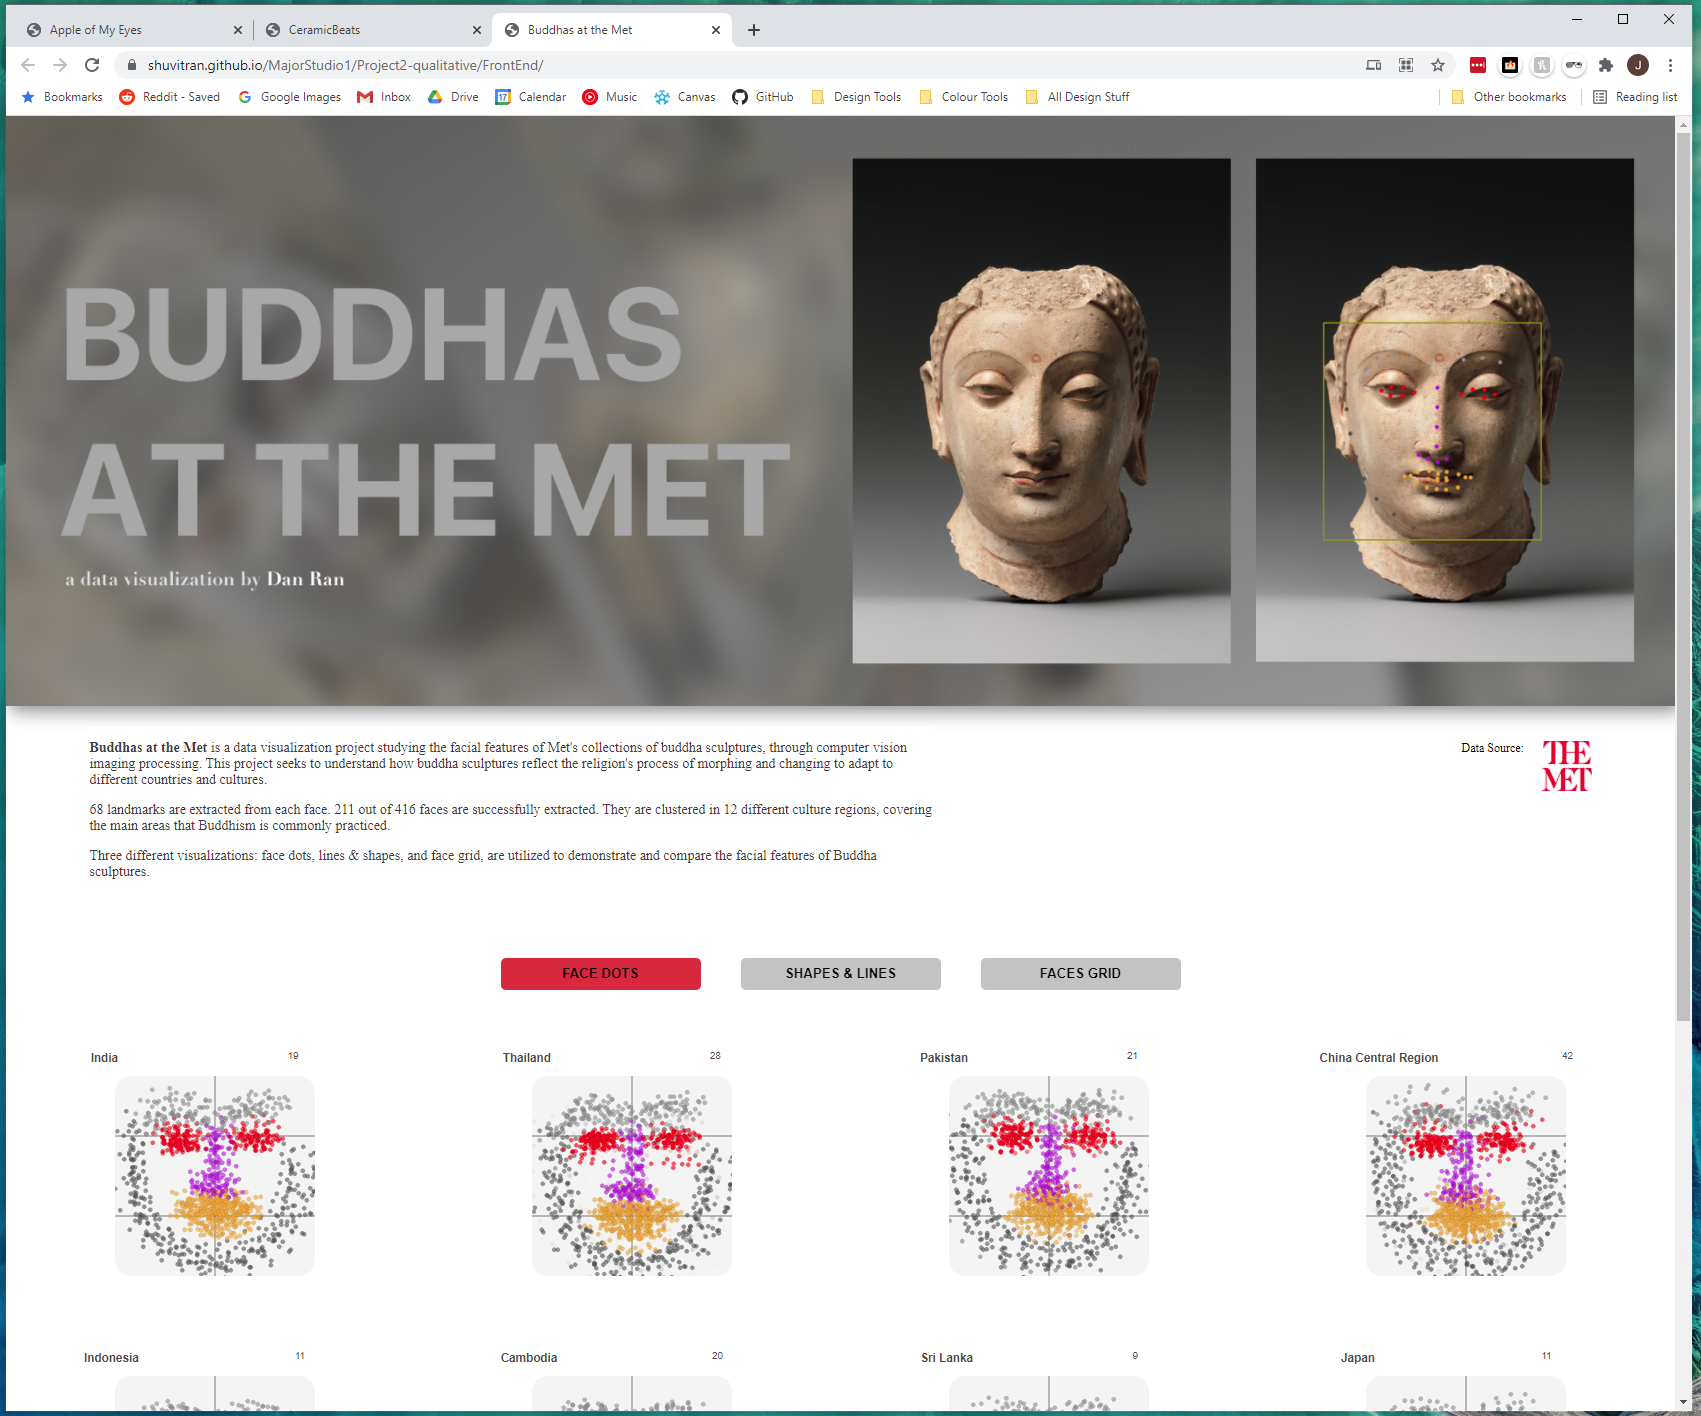 Apple of My Eyes
CeramicBeats
Buddhas at the Met
shuvitran.github.io/MajorStudio1/Project2-qualitative/FrontEnd/
J
Bookmarks
Reddit - Saved
Google Images
Inbox
Drive
17
Calendar
Music
Canvas
GitHub
Design Tools
Colour Tools
All Design Stuff
Other bookmarks
Reading list
BUDDHAS
AT THE MET
a data visualization by Dan Ran
Buddhas at the Met is a data visualization project studying the facial features of Met's collections of buddha sculptures, through computer vision
imaging processing. This project seeks to understand how buddha sculptures reflect the religion's process of morphing and changing to adapt to
different countries and cultures.
68 landmarks are extracted from each face. 211 out of 416 faces are successfully extracted. They are clustered in 12 different culture regions, covering
the main areas that Buddhism is commonly practiced.
Three different visualizations: face dots, lines & shapes, and face grid, are utilized to demonstrate and compare the facial features of Buddha
sculptures.
Data Source:
THE
MET
FACE DOTS
SHAPES & LINES
FACES GRID
India 19
Thailand 28
Pakistan 21
China Central Region 42
Indonesia 11
Cambodia 20
Sri Lanka 9
Japan 11